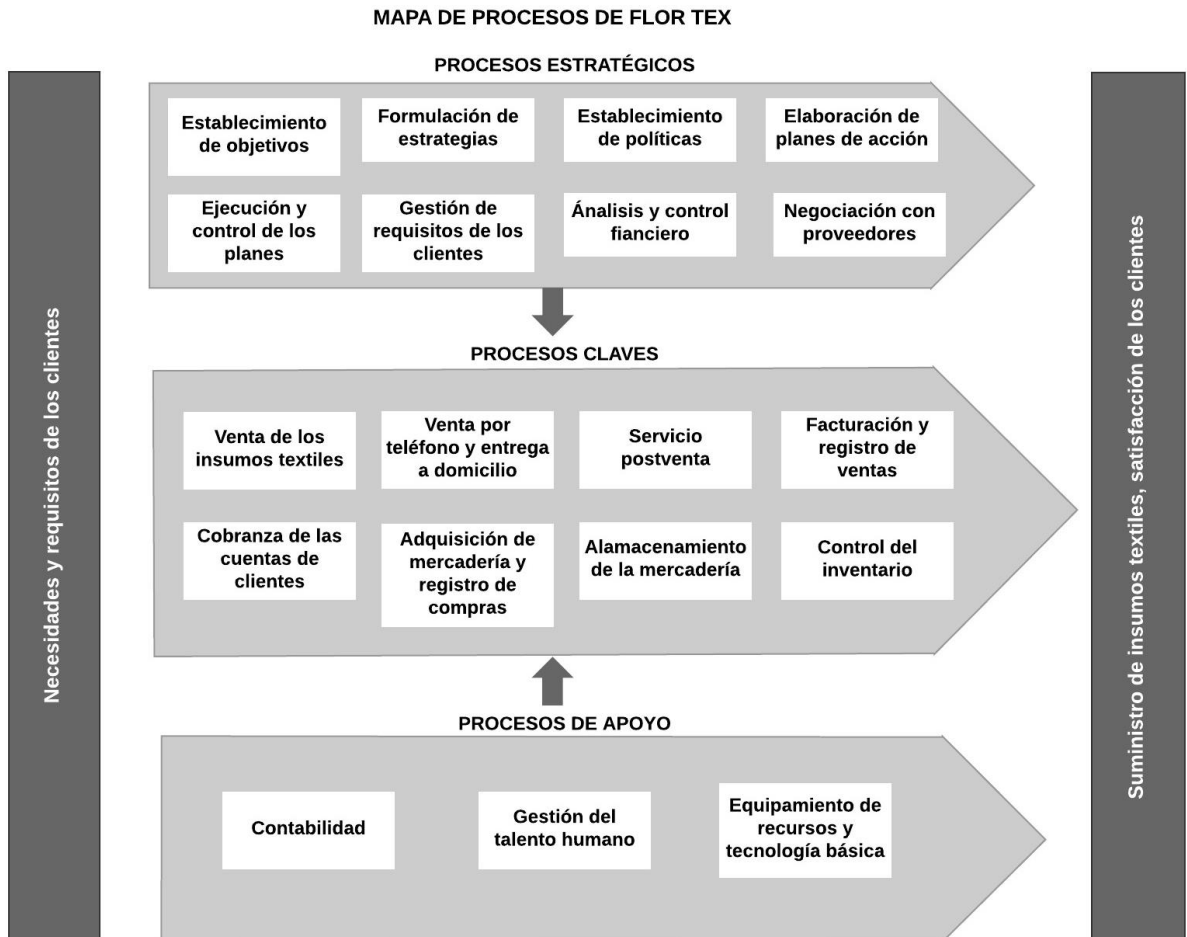 MAPA DE PROCESOS DE FLOR TEX
PROCESOS ESTRATÉGICOS
Establecimiento
de objetivos
Formulación de
estrategias
Establecimiento
de políticas
Elaboración de
planes de acción
Ejecución y
control de los
planes
Gestión de
requisitos de los
clientes
Ánalisis y control
fianciero
Negociación con
proveedores
PROCESOS CLAVES
Venta de los
insumos textiles
Venta por
teléfono y entrega
a domicilio
Servicio
postventa
Facturación y
registro de
ventas
Cobranza de las
cuentas de
clientes
Adquisición de
mercadería y
registro de
compras
Alamacenamiento
de la mercadería
Control del
inventario
PROCESOS DE APOYO
Contabilidad
Gestión del
talento humano
Equipamiento de
recursos y
tecnología básica
Necesidades y requisitos de los clientes
Suministro de insumos textiles, satisfacción de los clientes